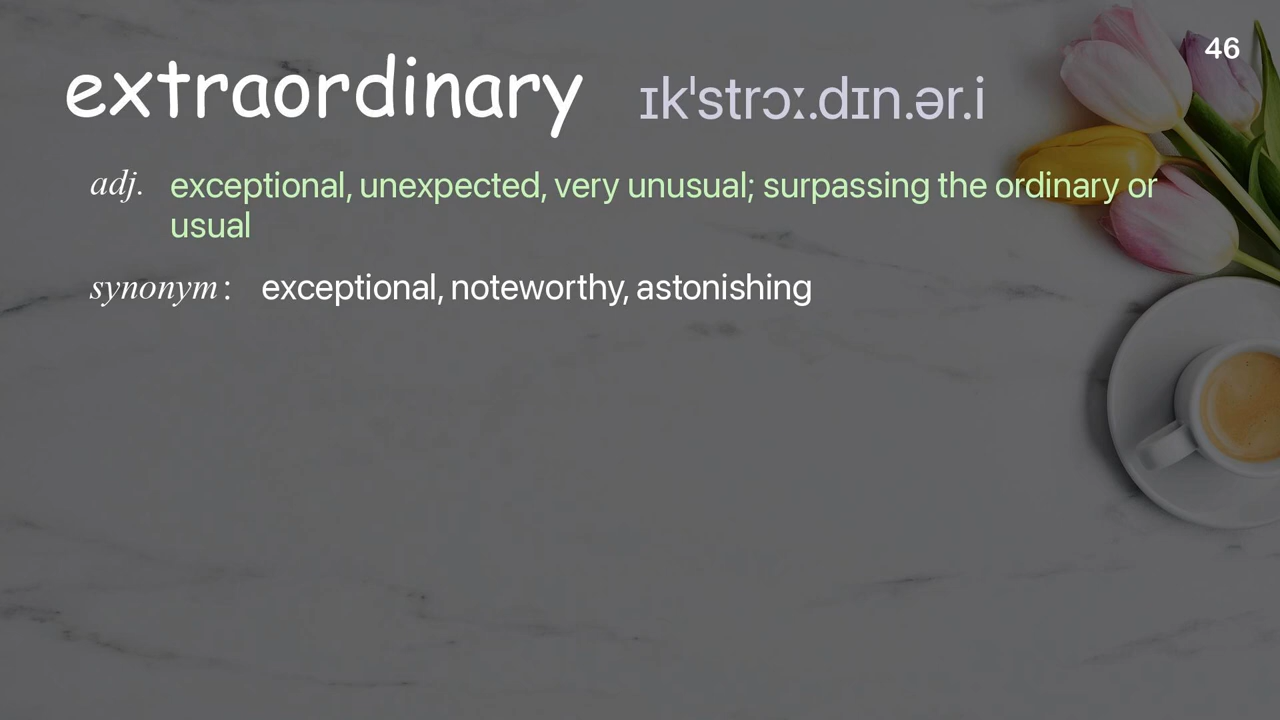 46
extraordinary ɪkˈstrɔː.dɪn.ər.i
adj. exceptional, unexpected, very unusual; surpassing the ordinary or
usual
synonym: exceptional, noteworthy, astonishing